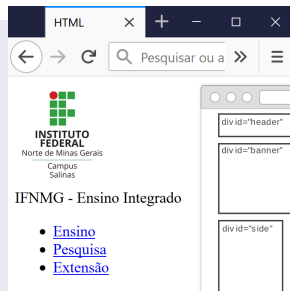 HTML
Pesquisar ou a
INSTITUTO
FEDERAL
Norte de Minas Gerais
Campus
Salinas
IFNMG - Ensino Integrado
Ensino
Pesquisa
Extensão
div id="header"
div id="banner"
div id="side"